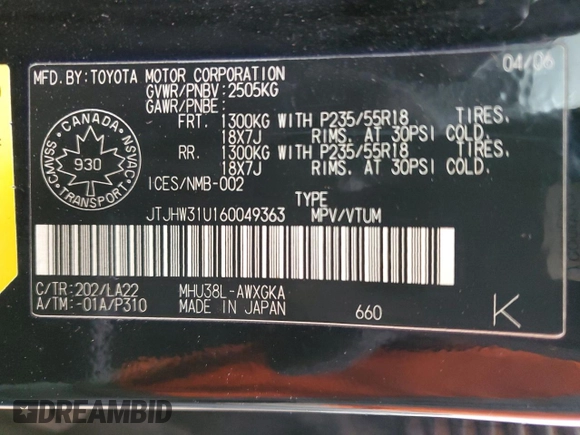 04/06
MFD.BY: TOYOTA MOTOR CORPORATION
GVWR/PNBV: 2505KG
GAWR/PNBE:
FRT. 1300KG WITH P235/55R18 TIRES.
18X7J RIMS. AT 30PSI COLD.
RR. 1300KG WITH P235/55R18 TIRES.
18X7J RIMS. AT 30PSI COLD.
CANADA
CMVSS 930 NSVAC
TRANSPORT
ICES/NMB-002
TYPE
JTJHW31U160049363 MPV/VTUM
C/TR: 202/LA22 MHU38L-AWXGKA
A/TM: -01A/P310 MADE IN JAPAN 660 K
DREAMBID